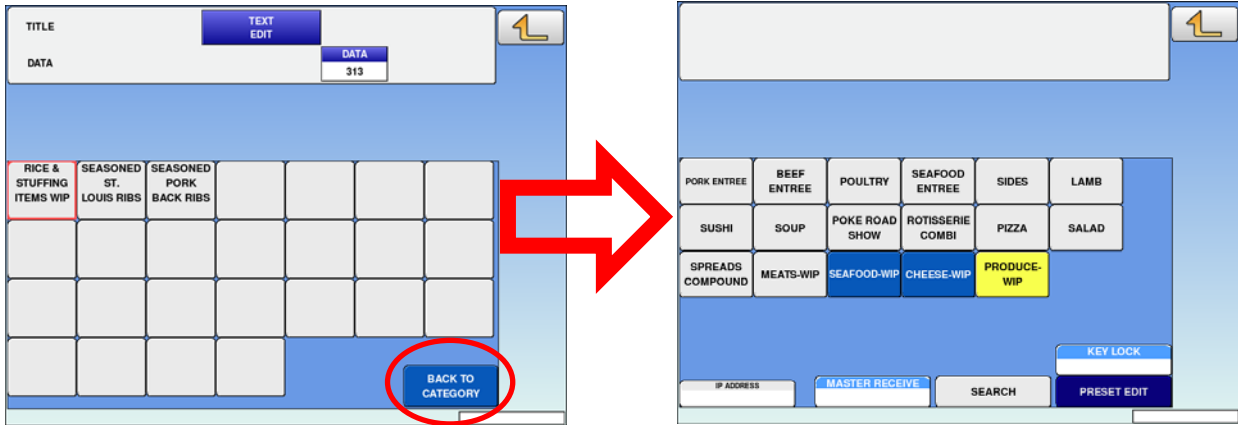 TITLE
TEXT
EDIT
DATA
DATA
313
RICE &
STUFFING
ITEMS WIP
SEASONED
ST.
LOUIS RIBS
SEASONED
PORK
BACK RIBS
BACK TO
CATEGORY
PORK ENTREE
BEEF
ENTREE
POULTRY
SEAFOOD
ENTREE
SIDES
LAMB
SUSHI
SOUP
POKE ROAD
SHOW
ROTISSERIE
COMBI
PIZZA
SALAD
SPREADS
COMPOUND
MEATS-WIP
SEAFOOD-WIP
CHEESE-WIP
PRODUCE-
WIP
KEY LOCK
IP ADDRESS
MASTER RECEIVE
SEARCH
PRESET EDIT